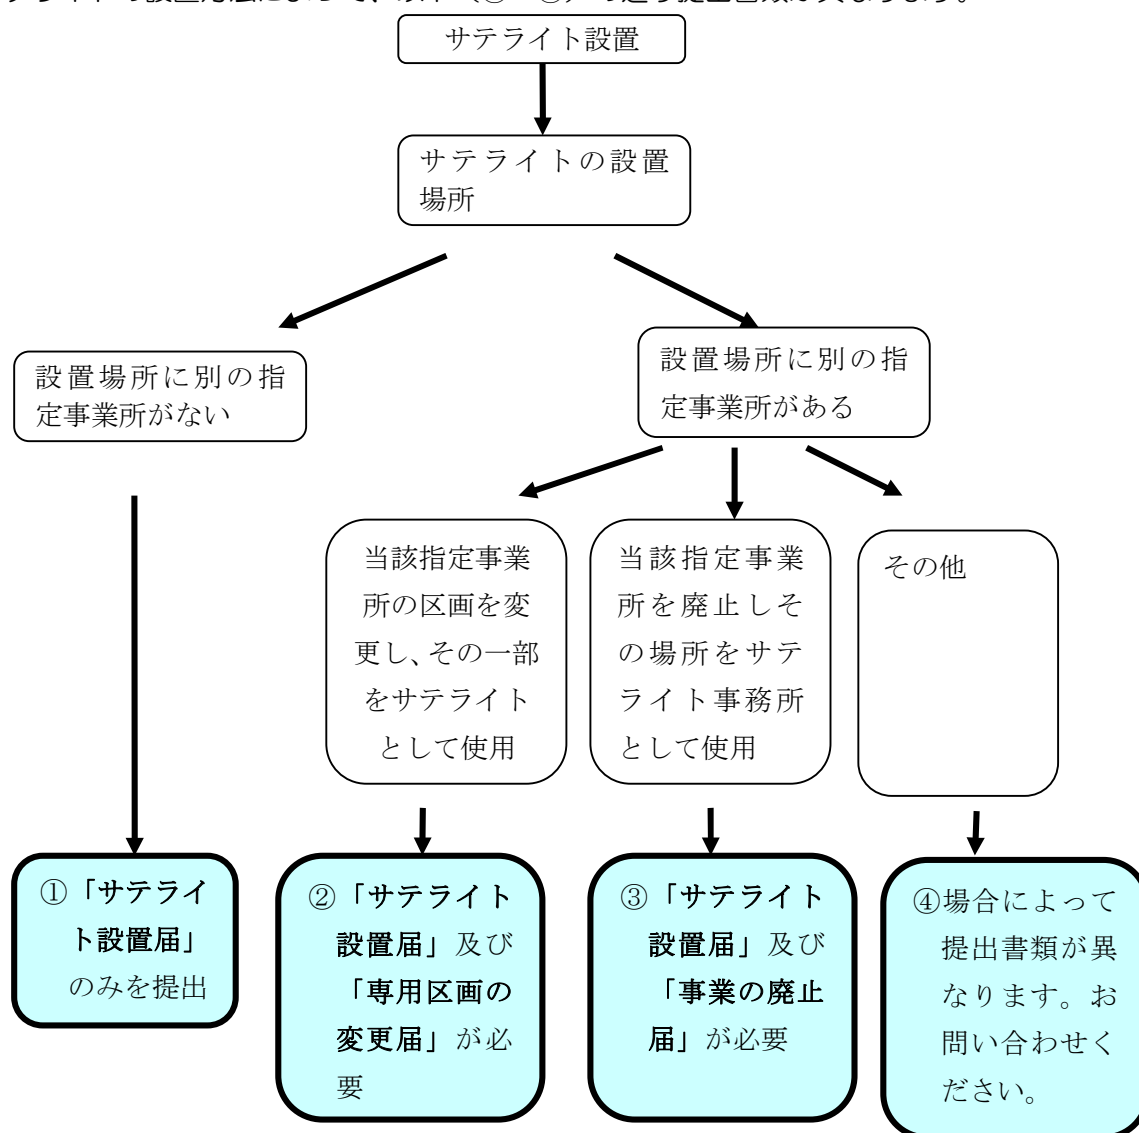 サテライト設置
サテライトの設置
場所
設置場所に別の指
定事業所がない
設置場所に別の指
定事業所がある
当該指定事業
所の区画を変
更し、その一部
をサテライト
として使用
当該指定事業
所を廃止しそ
の場所をサテ
ライト事務所
として使用
その他
①「サテライ
ト設置届」
のみを提出
②「サテライト
設置届」及び
「専用区画の
変更届」が必
要
③「サテライト
設置届」及び
「事業の廃止
届」が必要
④場合によって
提出書類が異
なります。お
問い合わせく
ださい。